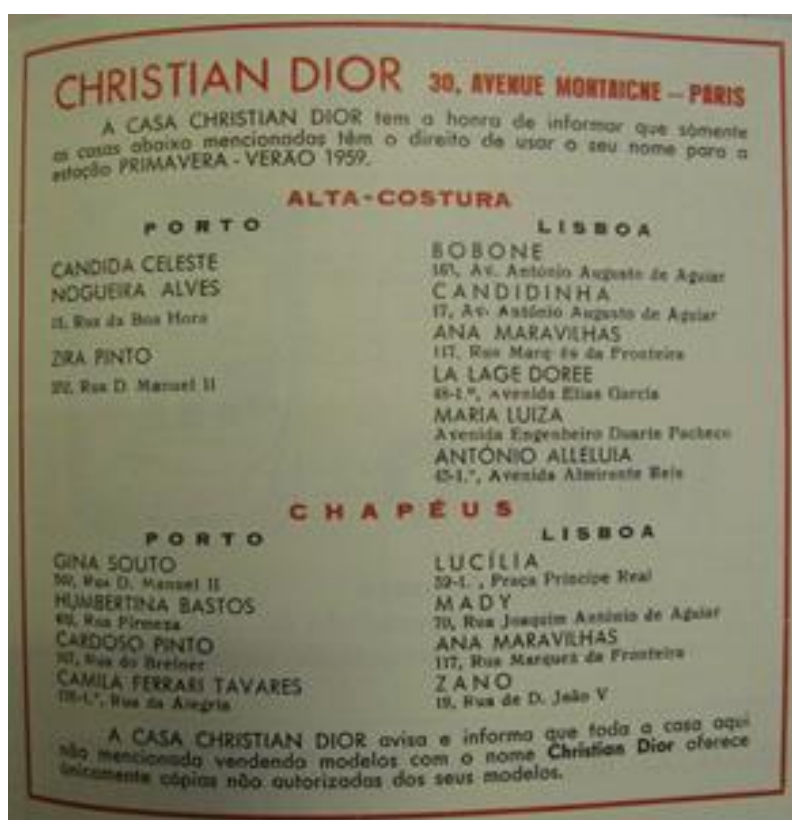 CHRISTIAN DIOR 30, AVENUE MONTAIGNE — PARIS
A CASA CHRISTIAN DIOR tem a honra de informar que sòmente
as casas abaixo mencionadas têm o direito de usar o seu nome para a
estação PRIMAVERA - VERÃO 1959.
ALTA-COSTURA
PORTO
CANDIDA CELESTE
NOGUEIRA ALVES
Rua da Boa Hora
ZIRA PINTO
Rua D. Manuel II
LISBOA
BOBONE
Av. António Augusto de Aguiar
CANDIDINHA
17, Av. António Augusto de Aguiar
ANA MARAVILHAS
117, Rua Marquês da Fronteira
LA LAGE DOREE
48-1.º, Avenida Elias Garcia
MARIA LUIZA
Avenida Engenheiro Duarte Pacheco
ANTÓNIO ALLELUIA
Avenida Almirante Reis
CHAPÉUS
PORTO
GINA SOUTO
Rua D. Manuel II
HUMBERTINA BASTOS
Rua Firmeza
CARDOSO PINTO
Rua do Breiner
CAMILA FERRARI TAVARES
Rua da Alegria
LISBOA
LUCÍLIA
Praça Principe Real
MADY
70, Rua Joaquim António de Aguiar
ANA MARAVILHAS
117, Rua Marquês da Fronteira
ZANO
19, Rua de D. João V
A CASA CHRISTIAN DIOR avisa e informa que toda a casa aqui
não mencionada vendendo modelos com o nome Christian Dior oferece
ùnicamente cópias não autorizadas dos seus modelos.